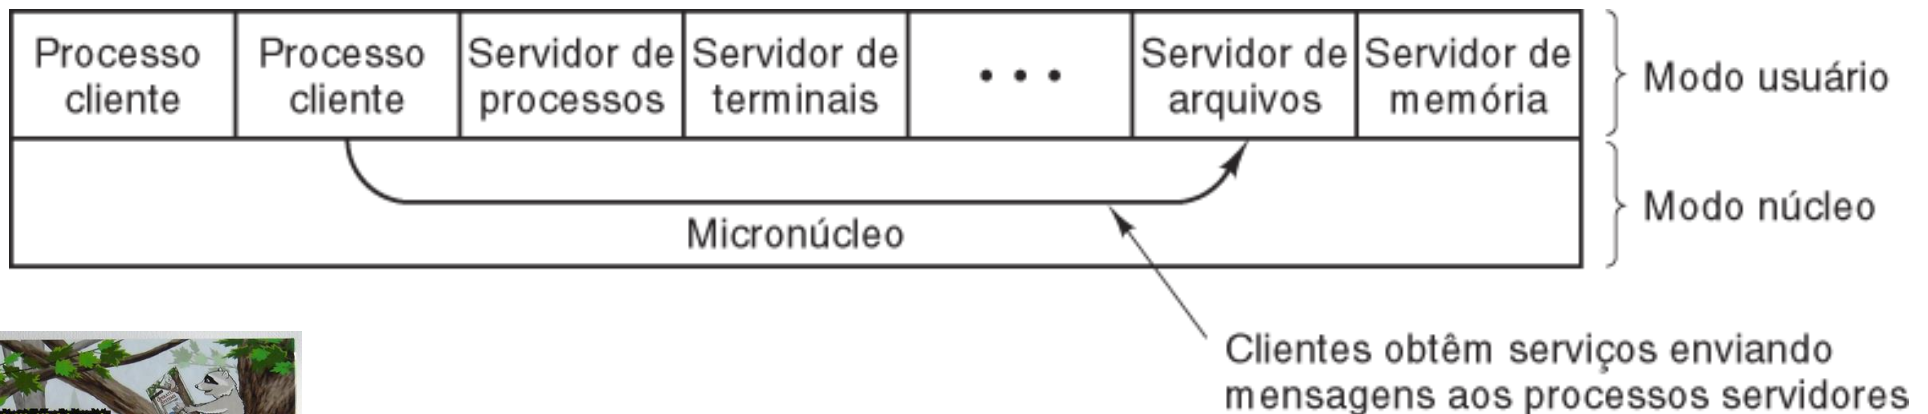 Processo
cliente
Processo
cliente
Servidor de
processos
Servidor de
terminais
• • •
Servidor de
arquivos
Servidor de
memória
Modo usuário
Micronúcleo
Modo núcleo
Clientes obtêm serviços enviando
mensagens aos processos servidores